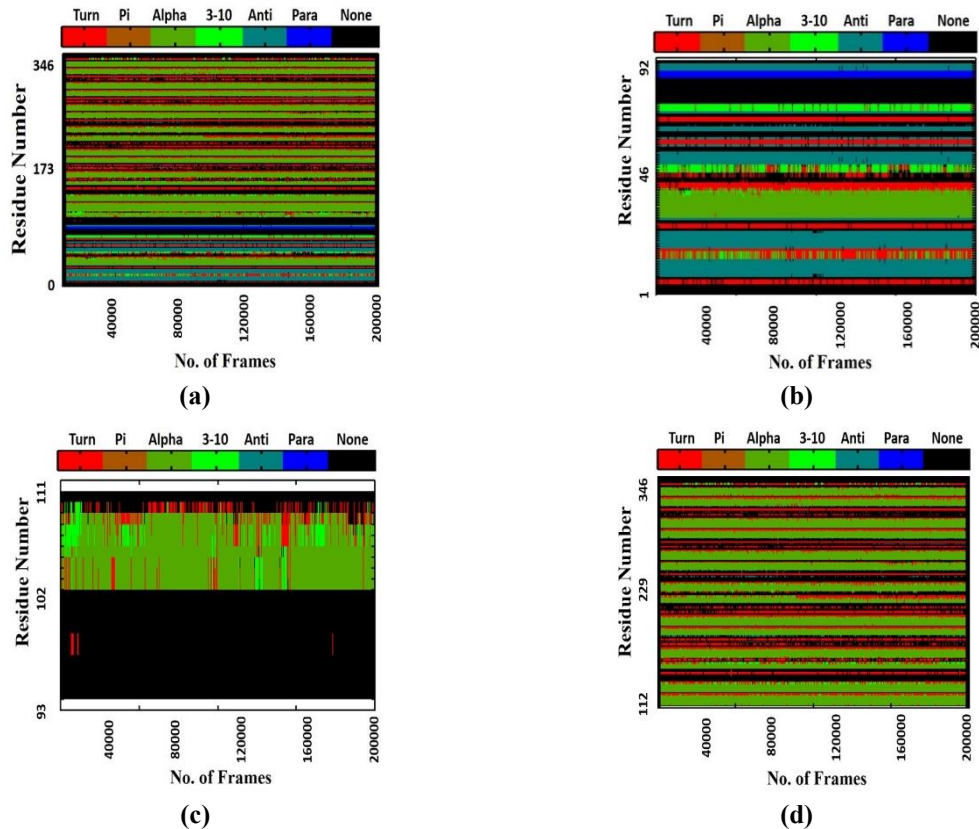 Turn Pi Alpha 3-10 Anti Para None
346
173
0
Residue Number
40000 80000 120000 160000 200000
No. of Frames
(a)
Turn Pi Alpha 3-10 Anti Para None
92
46
1
Residue Number
40000 80000 120000 160000 200000
No. of Frames
(b)
Turn Pi Alpha 3-10 Anti Para None
111
102
93
Residue Number
40000 80000 120000 160000 200000
No. of Frames
(c)
Turn Pi Alpha 3-10 Anti Para None
346
229
112
Residue Number
40000 80000 120000 160000 200000
No. of Frames
(d)